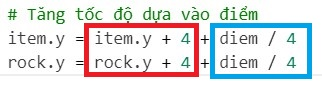 # Tăng tốc độ dựa vào điểm
item.y = item.y + 4 + diem / 4
rock.y = rock.y + 4 + diem / 4